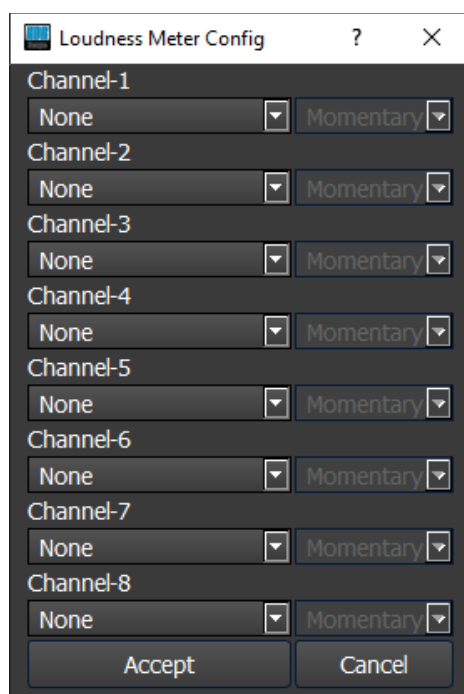 Loudness Meter Config ? ×
Channel-1
None Momentary
Channel-2
None Momentary
Channel-3
None Momentary
Channel-4
None Momentary
Channel-5
None Momentary
Channel-6
None Momentary
Channel-7
None Momentary
Channel-8
None Momentary
Accept Cancel